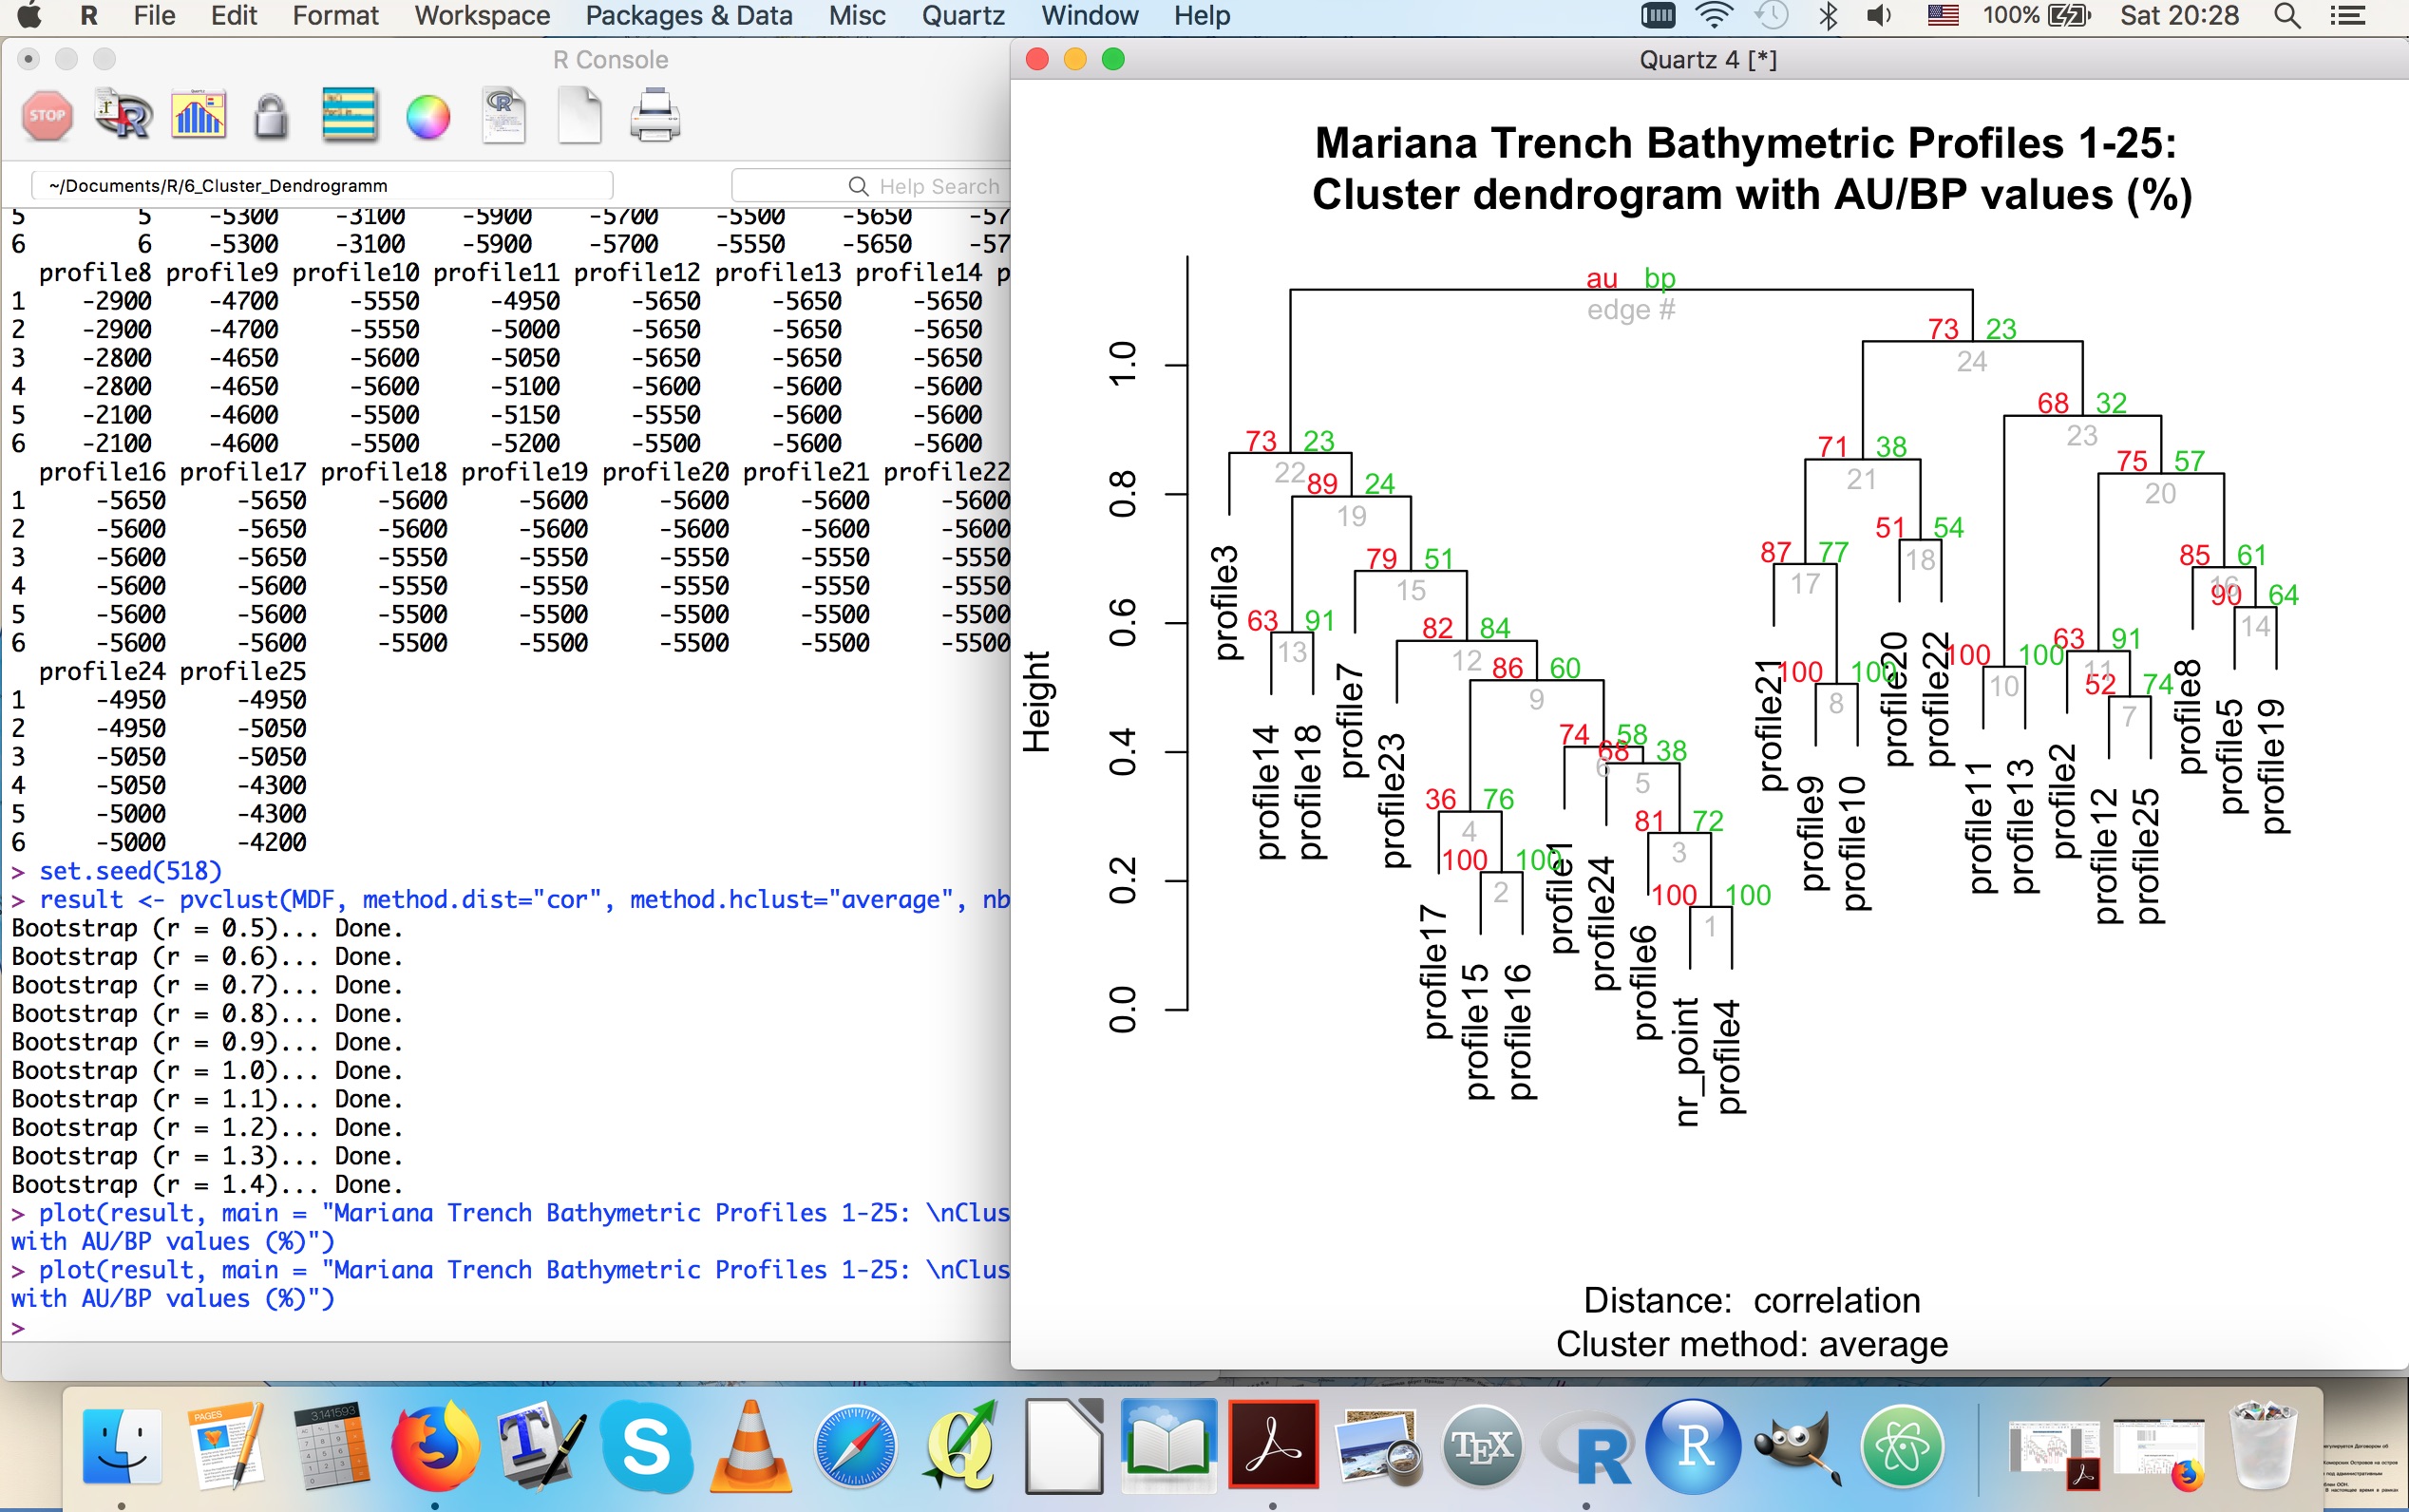 R File Edit Format Workspace Packages & Data Misc Quartz Window Help 100% Sat 20:28
R Console
STOP
~/Documents/R/6_Cluster_Dendrogramm Help Search
5 5 -5300 -3100 -5900 -5700 -5500 -5650 -57
6 6 -5300 -3100 -5900 -5700 -5550 -5650 -57
profile8 profile9 profile10 profile11 profile12 profile13 profile14 p
1 -2900 -4700 -5550 -4950 -5650 -5650 -5650
2 -2900 -4700 -5550 -5000 -5650 -5650 -5650
3 -2800 -4650 -5600 -5050 -5650 -5650 -5650
4 -2800 -4650 -5600 -5100 -5600 -5600 -5600
5 -2100 -4600 -5500 -5150 -5550 -5600 -5600
6 -2100 -4600 -5500 -5200 -5500 -5600 -5600
profile16 profile17 profile18 profile19 profile20 profile21 profile22
1 -5650 -5650 -5600 -5600 -5600 -5600 -5600
2 -5600 -5650 -5600 -5600 -5600 -5600 -5600
3 -5600 -5650 -5550 -5550 -5550 -5550 -5550
4 -5600 -5600 -5550 -5550 -5550 -5550 -5550
5 -5600 -5600 -5500 -5500 -5500 -5500 -5500
6 -5600 -5600 -5500 -5500 -5500 -5500 -5500
profile24 profile25
1 -4950 -4950
2 -4950 -5050
3 -5050 -5050
4 -5050 -4300
5 -5000 -4300
6 -5000 -4200
> set.seed(518)
> result <- pvclust(MDF, method.dist="cor", method.hclust="average", nb
Bootstrap (r = 0.5)... Done.
Bootstrap (r = 0.6)... Done.
Bootstrap (r = 0.7)... Done.
Bootstrap (r = 0.8)... Done.
Bootstrap (r = 0.9)... Done.
Bootstrap (r = 1.0)... Done.
Bootstrap (r = 1.1)... Done.
Bootstrap (r = 1.2)... Done.
Bootstrap (r = 1.3)... Done.
Bootstrap (r = 1.4)... Done.
> plot(result, main = "Mariana Trench Bathymetric Profiles 1-25: \nClus
with AU/BP values (%)")
> plot(result, main = "Mariana Trench Bathymetric Profiles 1-25: \nClus
with AU/BP values (%)")
>
Quartz 4 [*]
Mariana Trench Bathymetric Profiles 1-25:
Cluster dendrogram with AU/BP values (%)
au bp
edge #
Height
1.0
0.8
0.6
0.4
0.2
0.0
73 23
24
68 32
23
73 23
22
71 38
21
75 57
20
89 24
19
51 54
18
87 77
17
85 61
16
79 51
15
90 64
14
63 91
13
82 84
12
63 91
11
100 100
10
86 60
9
100 100
8
52 74
7
74 58
6
68 38
5
36 76
4
81 72
3
100 100
2
100 100
1
profile3
profile14
profile18
profile7
profile23
profile17
profile15
profile16
profile1
profile24
profile6
nr_point
profile4
profile21
profile9
profile10
profile20
profile22
profile11
profile13
profile2
profile12
profile25
profile8
profile5
profile19
Distance: correlation
Cluster method: average
PAGES
3.141593
TEX
R
R